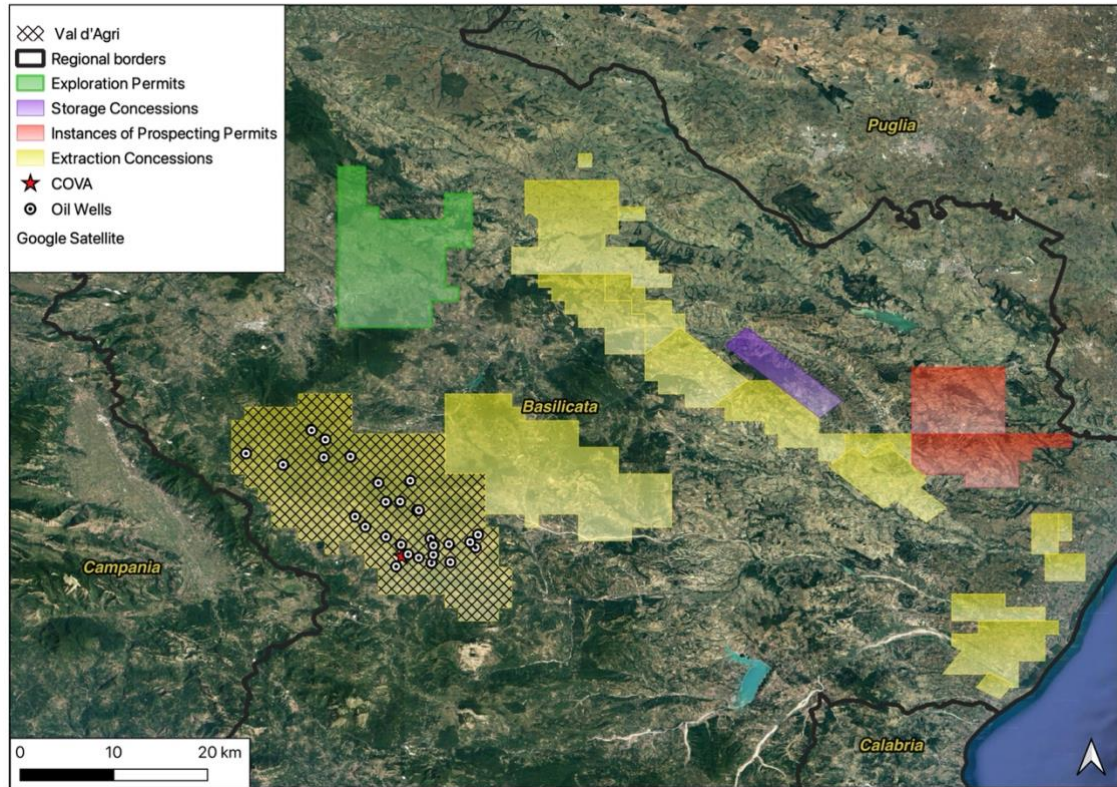 Val d'Agri
Regional borders
Exploration Permits
Storage Concessions
Instances of Prospecting Permits
Extraction Concessions
COVA
Oil Wells
Google Satellite
Puglia
Basilicata
Campania
Calabria
0 10 20 km